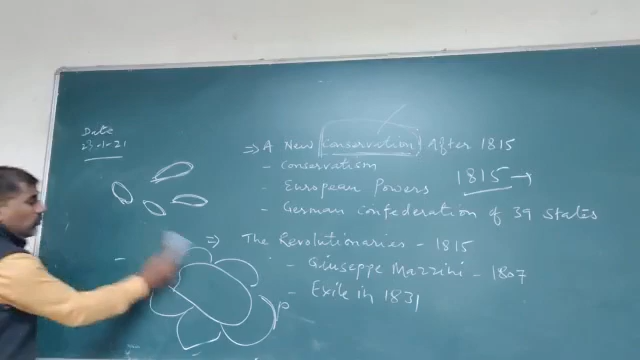 Date
23-1-21
⇒ A New Conservation After 1815
- Conservatism
- European Powers 1815 →
- German Confederation of 39 States
⇒ The Revolutionaries - 1815
- Giuseppe Mazzini - 1807
- Exile in 1831